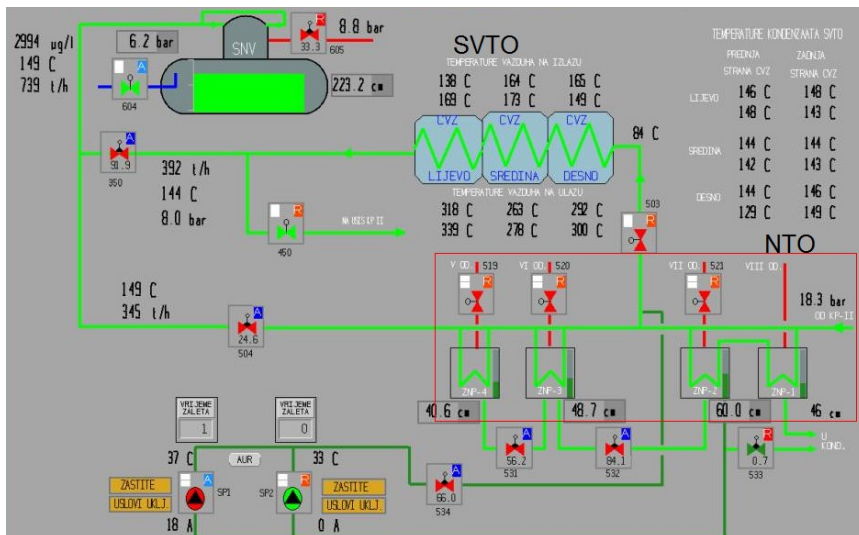 2994 ug/l
149 C
739 t/h
6.2 bar
A
604
SNV
R
33.3
605
8.8 bar
223.2 cm
SVTO
TEMPERATURE VAZDUHA NA IZLAZU
138 C 164 C 165 C
169 C 173 C 149 C
CVZ CVZ CVZ
LIJEVO SREDINA DESNO
TEMPERATURE VAZDUHA NA ULAZU
318 C 263 C 292 C
339 C 278 C 300 C
84 C
TEMPERATURE KONDENZAATA SVTO
PREDNJA ZADNJA
STRANA CVZ STRANA CVZ
LIJEVO 146 C 148 C
148 C 143 C
SREDINA 144 C 144 C
142 C 143 C
DESNO 144 C 146 C
129 C 149 C
A
91.9
350
392 t/h
144 C
8.0 bar
R
450
NA USIS KP II
503
R
NTO
149 C
345 t/h
A
24.6
504
V OD. 519 VI OD. 520 VII OD. 521 VIII OD.
R R R
18.3 bar
OD KP-II
ZNP-4 ZNP-3 ZNP-2 ZNP-1
40.6 cm 48.7 cm 60.0 cm 46 cm
A
56.2
531
A
84.1
532
R
0.7
533
U
KOND.
VRIJEME
ZALETA
1
VRIJEME
ZALETA
0
37 C AUR 33 C
ZASTITE
USLOVI UKLJ.
A
SP1
18 A
SP2
R
ZASTITE
USLOVI UKLJ.
0 A
A
66.0
534